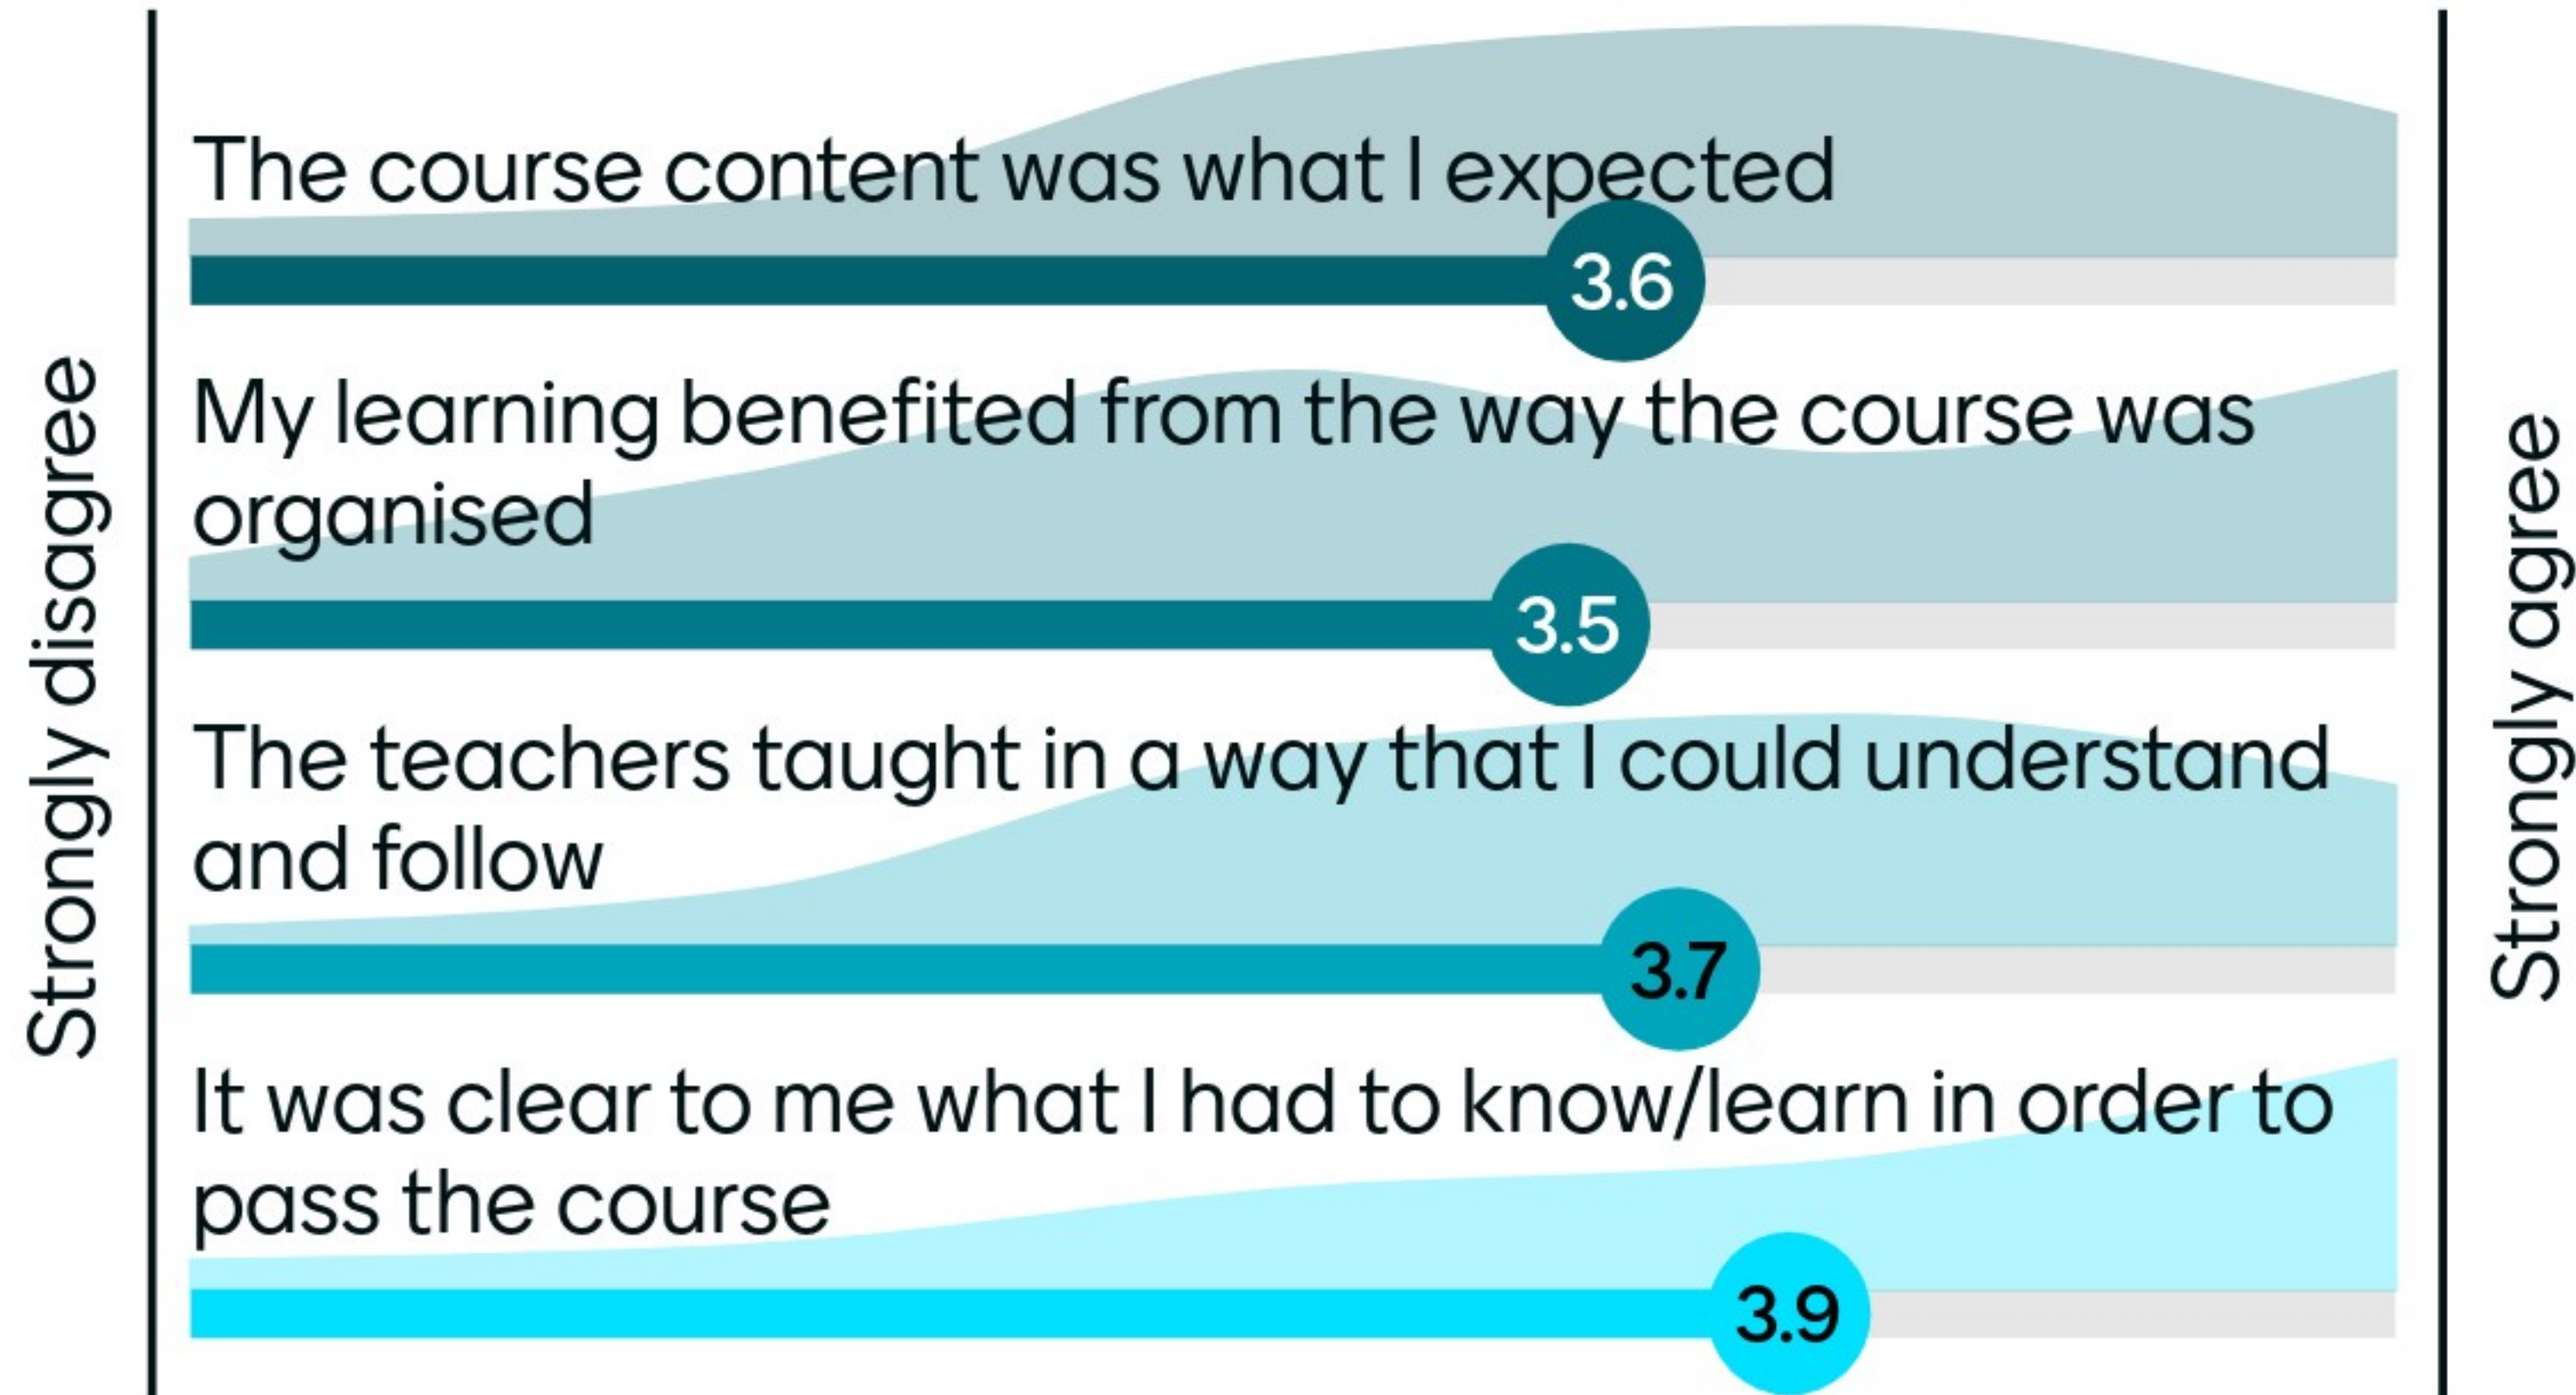 Strongly disagree
The course content was what I expected
3.6
My learning benefited from the way the course was
organised
3.5
The teachers taught in a way that I could understand
and follow
3.7
It was clear to me what I had to know/learn in order to
pass the course
3.9
Strongly agree